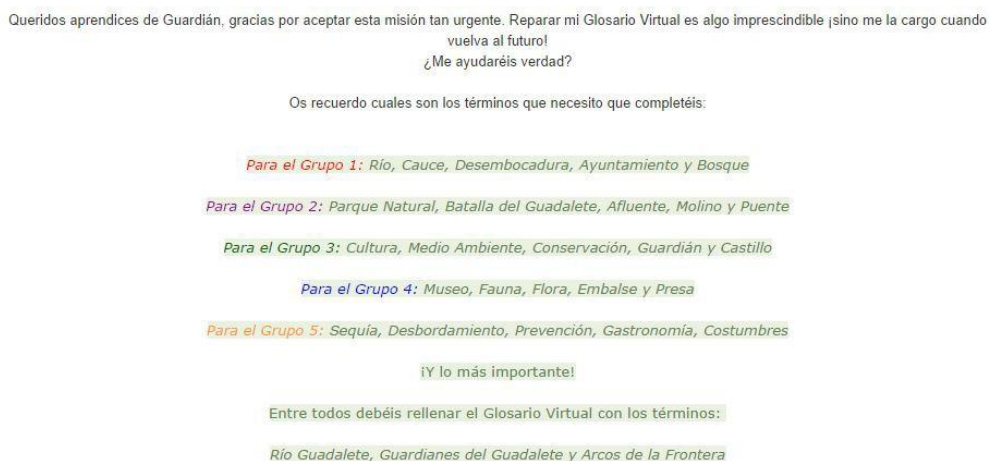 Queridos aprendices de Guardián, gracias por aceptar esta misión tan urgente. Reparar mi Glosario Virtual es algo imprescindible ¡sino me la cargo cuando
vuelva al futuro!
¿Me ayudaréis verdad?
Os recuerdo cuales son los términos que necesito que completéis:
Para el Grupo 1: Río, Cauce, Desembocadura, Ayuntamiento y Bosque
Para el Grupo 2: Parque Natural, Batalla del Guadalete, Afluente, Molino y Puente
Para el Grupo 3: Cultura, Medio Ambiente, Conservación, Guardián y Castillo
Para el Grupo 4: Museo, Fauna, Flora, Embalse y Presa
Para el Grupo 5: Sequía, Desbordamiento, Prevención, Gastronomía, Costumbres
¡Y lo más importante!
Entre todos debéis rellenar el Glosario Virtual con los términos:
Río Guadalete, Guardianes del Guadalete y Arcos de la Frontera